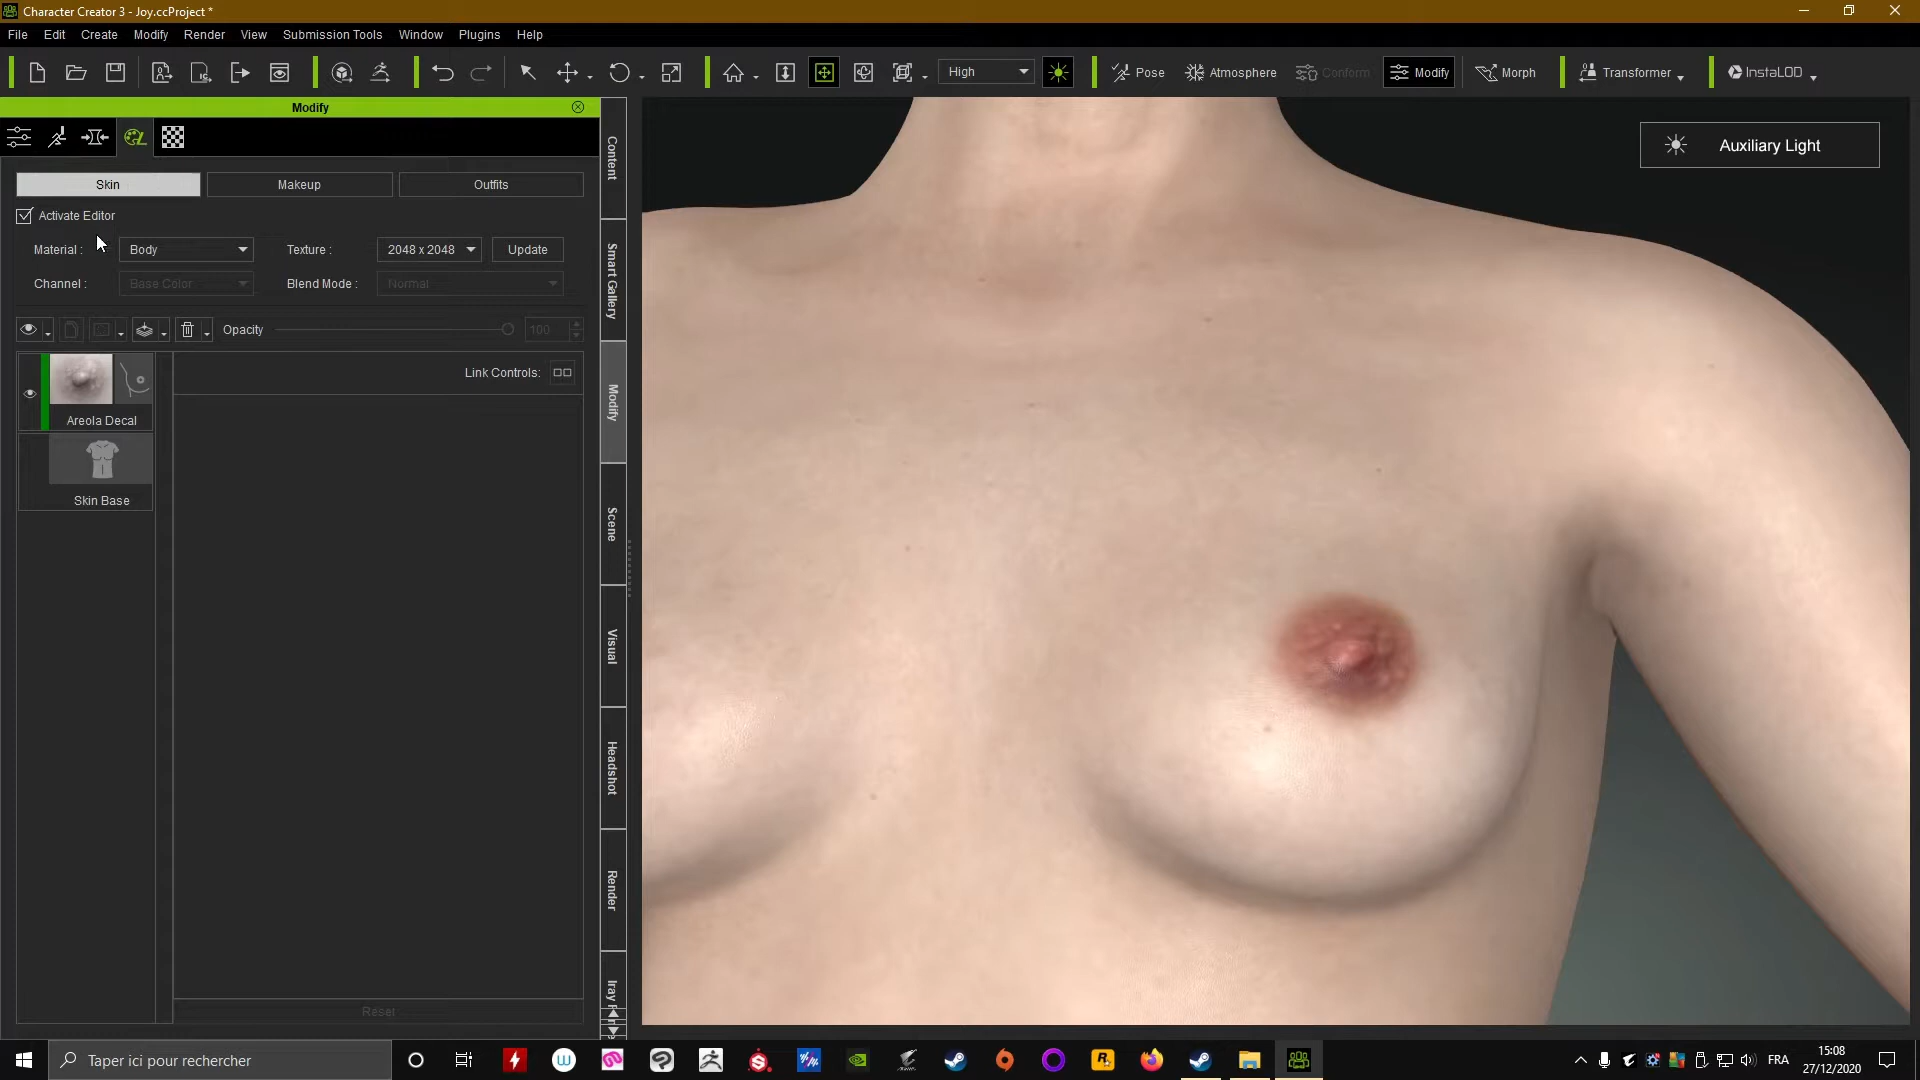 Character Creator 3 - Joy.ccProject *
File Edit Create Modify Render View Submission Tools Window Plugins Help
High Pose Atmosphere Conform Modify Morph Transformer InstaLOD
Modify
Skin Makeup Outfits
Activate Editor
Material : Body Texture : 2048 x 2048 Update
Channel : Base Color Blend Mode : Normal
Opacity 100
Link Controls:
Areola Decal
Skin Base
Reset
Content
Smart Gallery
Modify
Scene
Visual
Headshot
Render
Iray
Auxiliary Light
Taper ici pour rechercher
FRA
15:08
27/12/2020